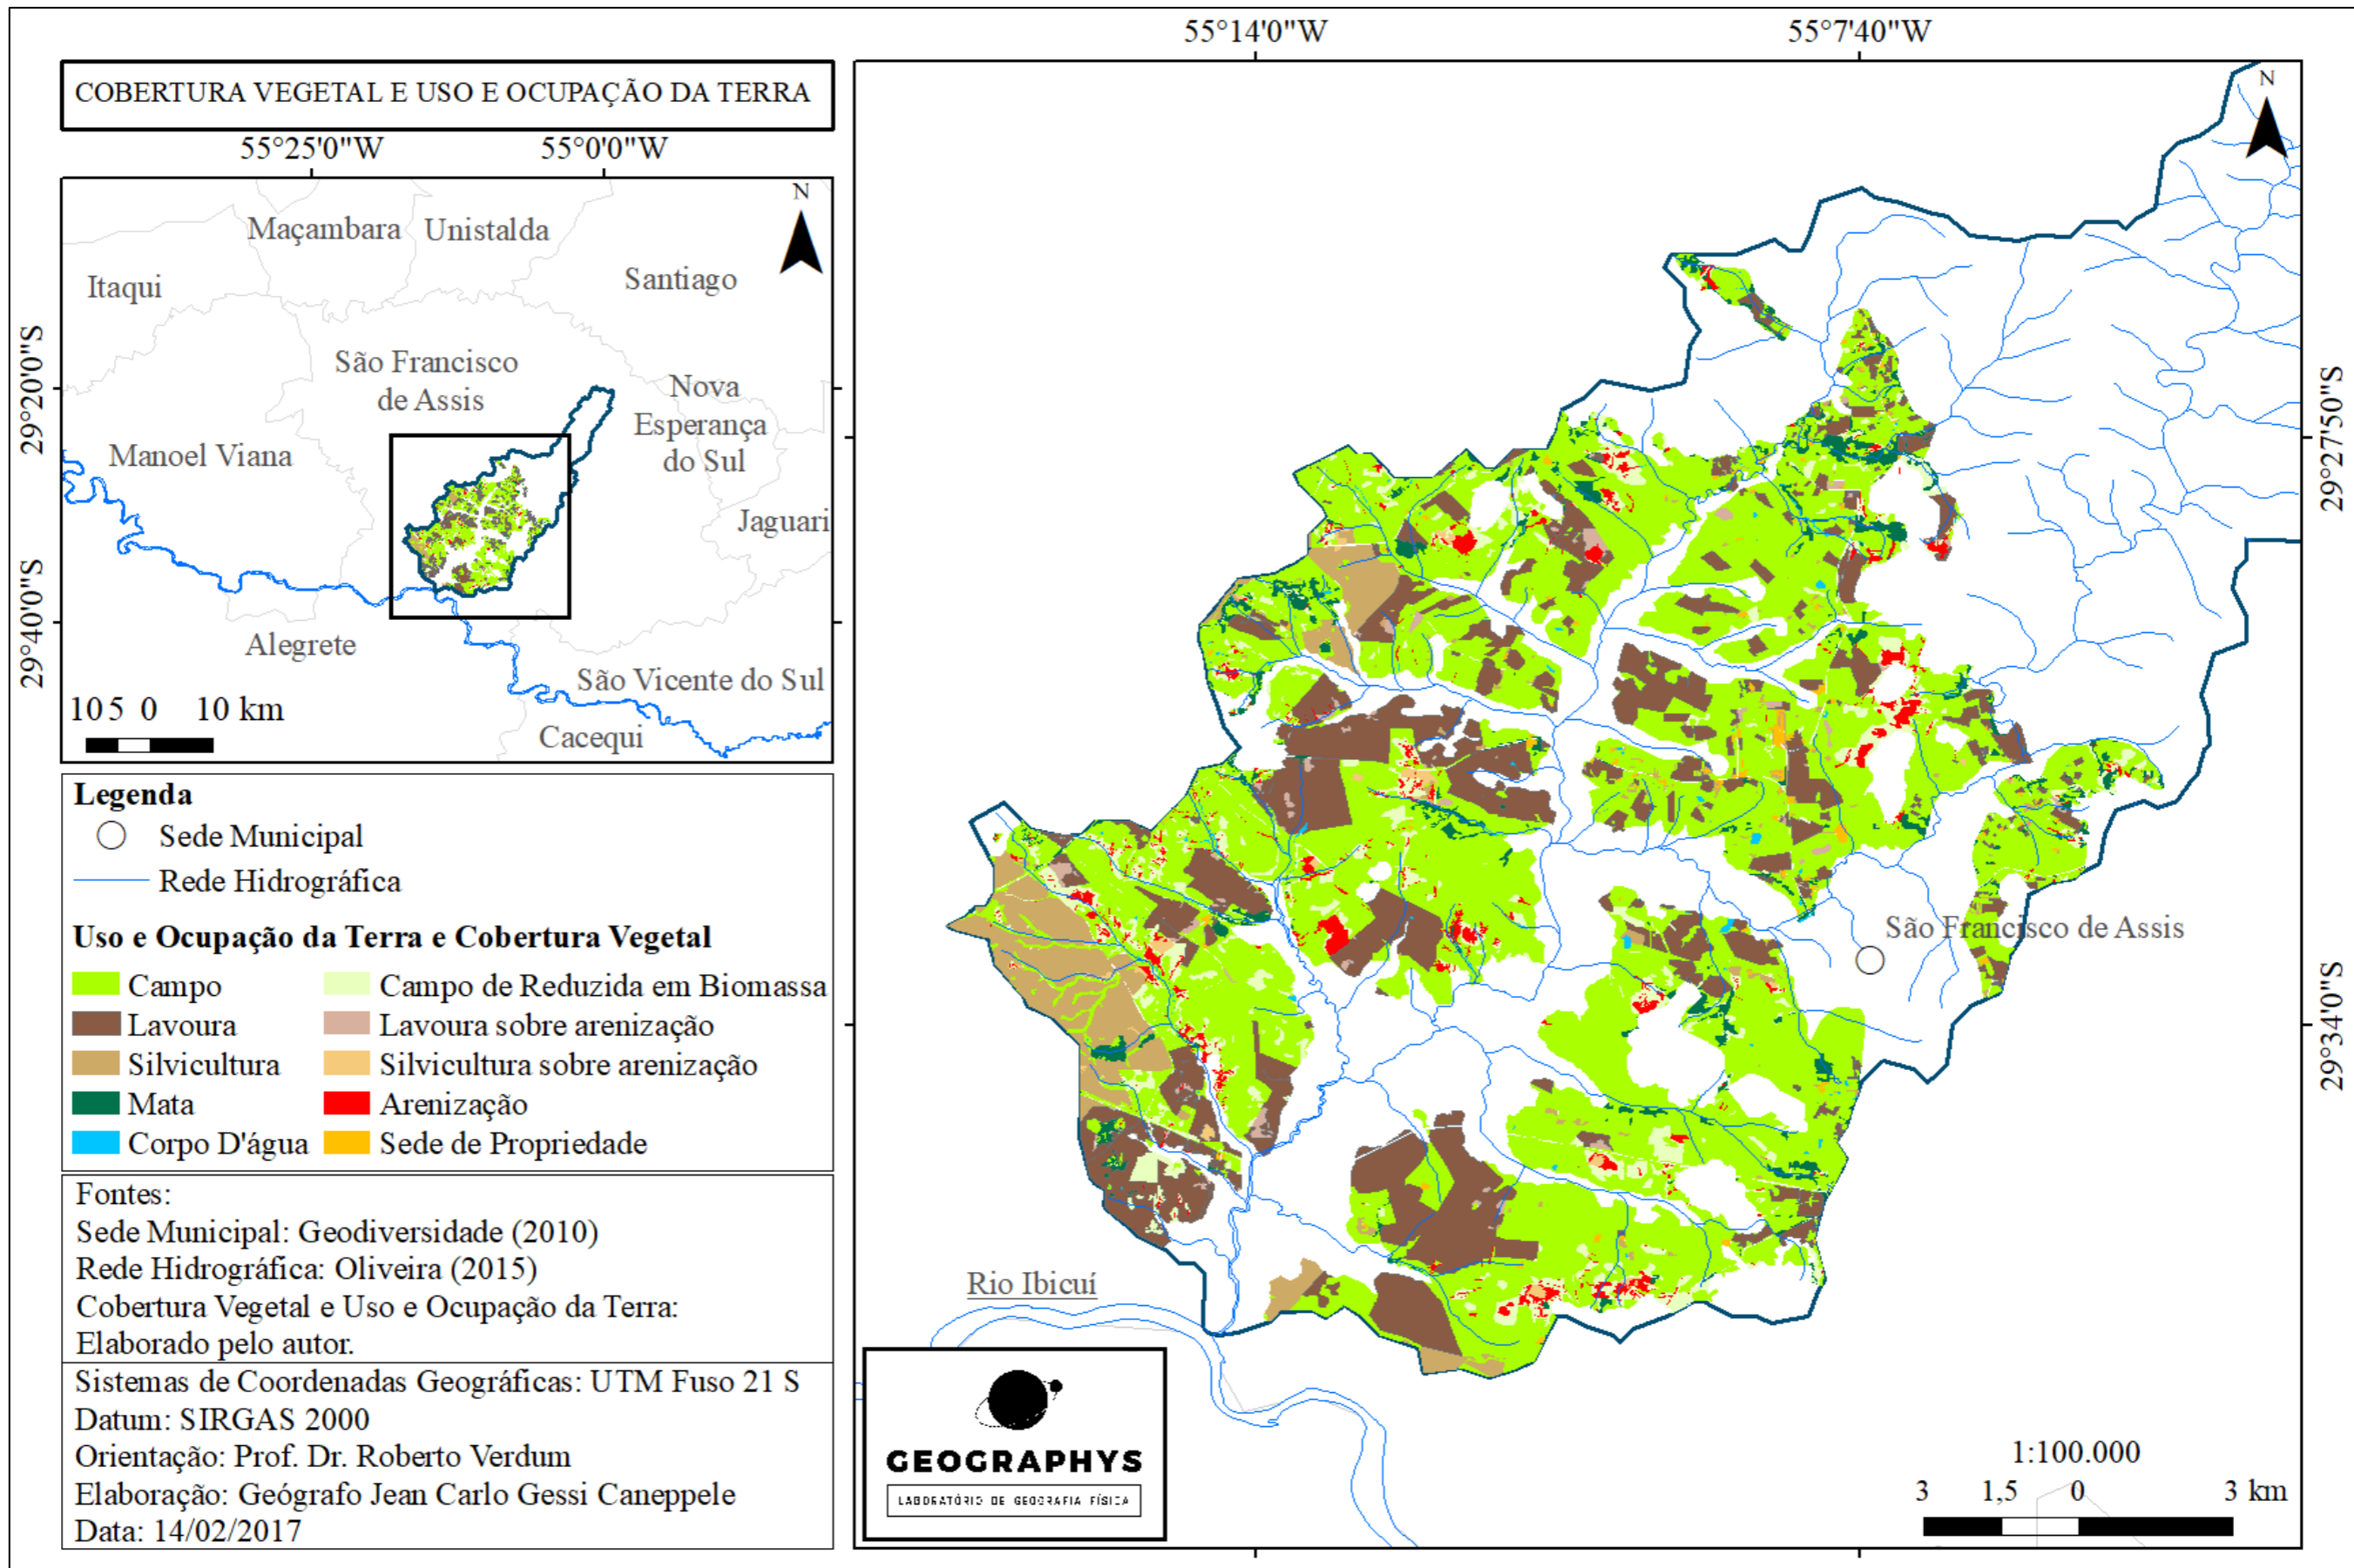 COBERTURA VEGETAL E USO E OCUPAÇÃO DA TERRA
55°25'0"W 55°0'0"W
N
Maçambara Unistalda
Itaqui
Santiago
São Francisco
de Assis
Nova
Esperança
do Sul
Manoel Viana
Jaguari
Alegrete
São Vicente do Sul
Cacequi
29°20'0"S
29°40'0"S
10 5 0 10 km
Legenda
Sede Municipal
Rede Hidrográfica
Uso e Ocupação da Terra e Cobertura Vegetal
Campo Campo de Reduzida em Biomassa
Lavoura Lavoura sobre arenização
Silvicultura Silvicultura sobre arenização
Mata Arenização
Corpo D'água Sede de Propriedade
Fontes:
Sede Municipal: Geodiversidade (2010)
Rede Hidrográfica: Oliveira (2015)
Cobertura Vegetal e Uso e Ocupação da Terra:
Elaborado pelo autor.
Sistemas de Coordenadas Geográficas: UTM Fuso 21 S
Datum: SIRGAS 2000
Orientação: Prof. Dr. Roberto Verdum
Elaboração: Geógrafo Jean Carlo Gessi Caneppele
Data: 14/02/2017
55°14'0"W 55°7'40"W
N
29°27'50"S
São Francisco de Assis
29°34'0"S
Rio Ibicuí
GEOGRAPHYS
LABORATÓRIO DE GEOGRAFIA FÍSICA
1:100.000
3 1,5 0 3 km